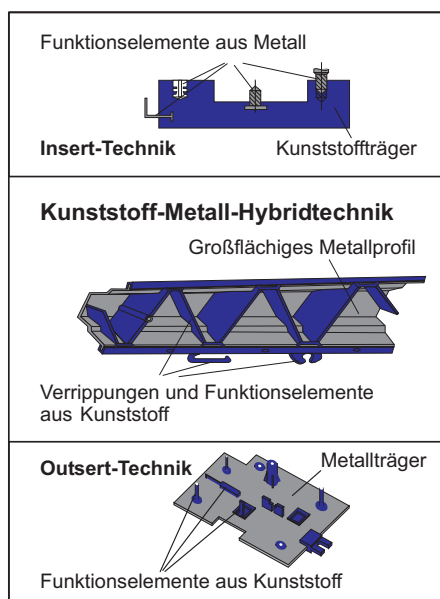 Funktionselemente aus Metall
Insert-Technik
Kunststoffträger
Kunststoff-Metall-Hybridtechnik
Großflächiges Metallprofil
Verrippungen und Funktionselemente
aus Kunststoff
Outsert-Technik
Metallträger
Funktionselemente aus Kunststoff